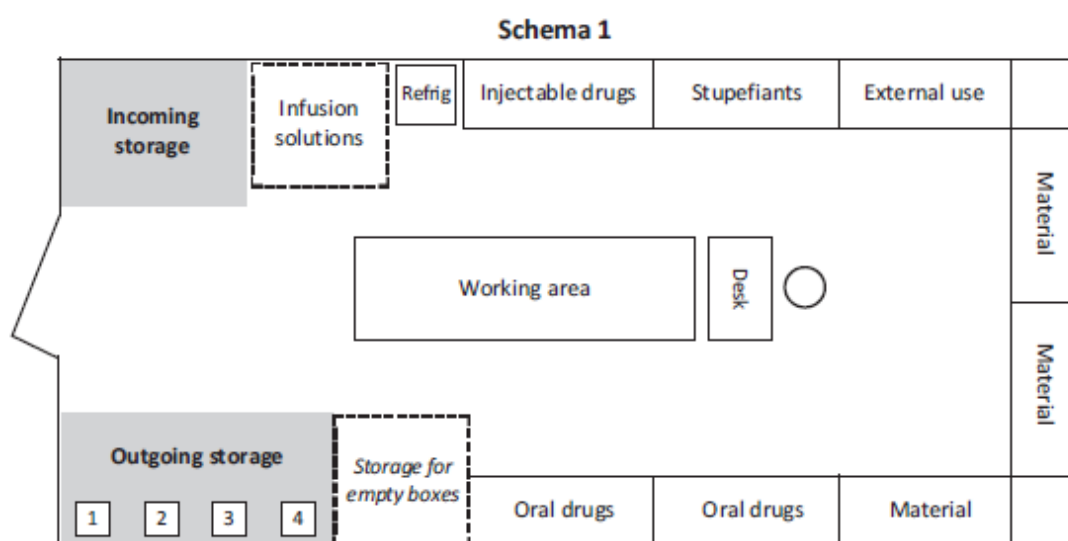 Schema 1
Incoming
storage
Infusion
solutions
Refrig
Injectable drugs
Stupefiants
External use
Material
Working area
Desk
Material
Outgoing storage
1
2
3
4
Storage for
empty boxes
Oral drugs
Oral drugs
Material